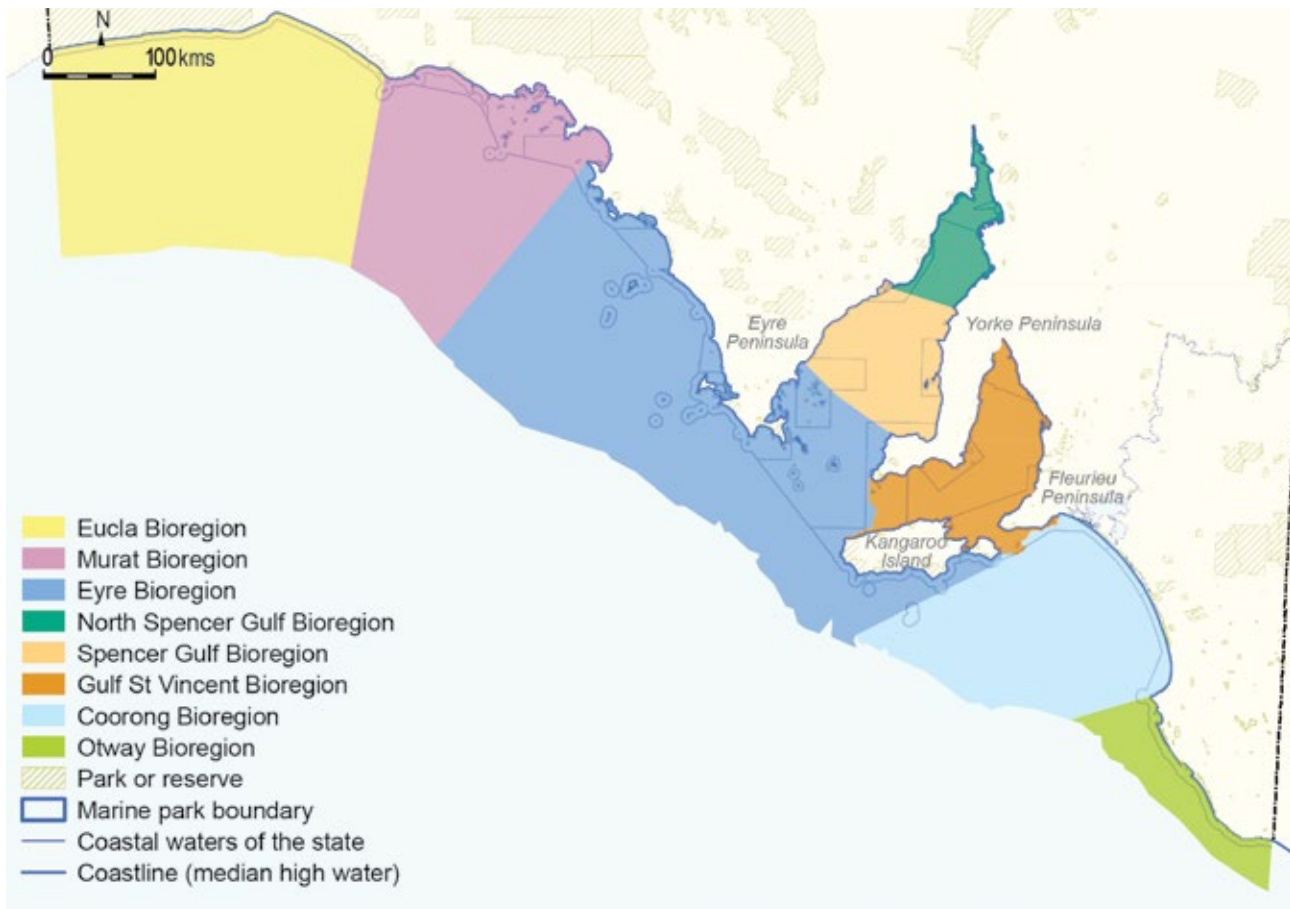 N
0
100 kms
Eyre
Peninsula
Yorke Peninsula
Fleurieu
Peninsula
Kangaroo
Island
Eucla Bioregion
Murat Bioregion
Eyre Bioregion
North Spencer Gulf Bioregion
Spencer Gulf Bioregion
Gulf St Vincent Bioregion
Coorong Bioregion
Otway Bioregion
Park or reserve
Marine park boundary
Coastal waters of the state
Coastline (median high water)